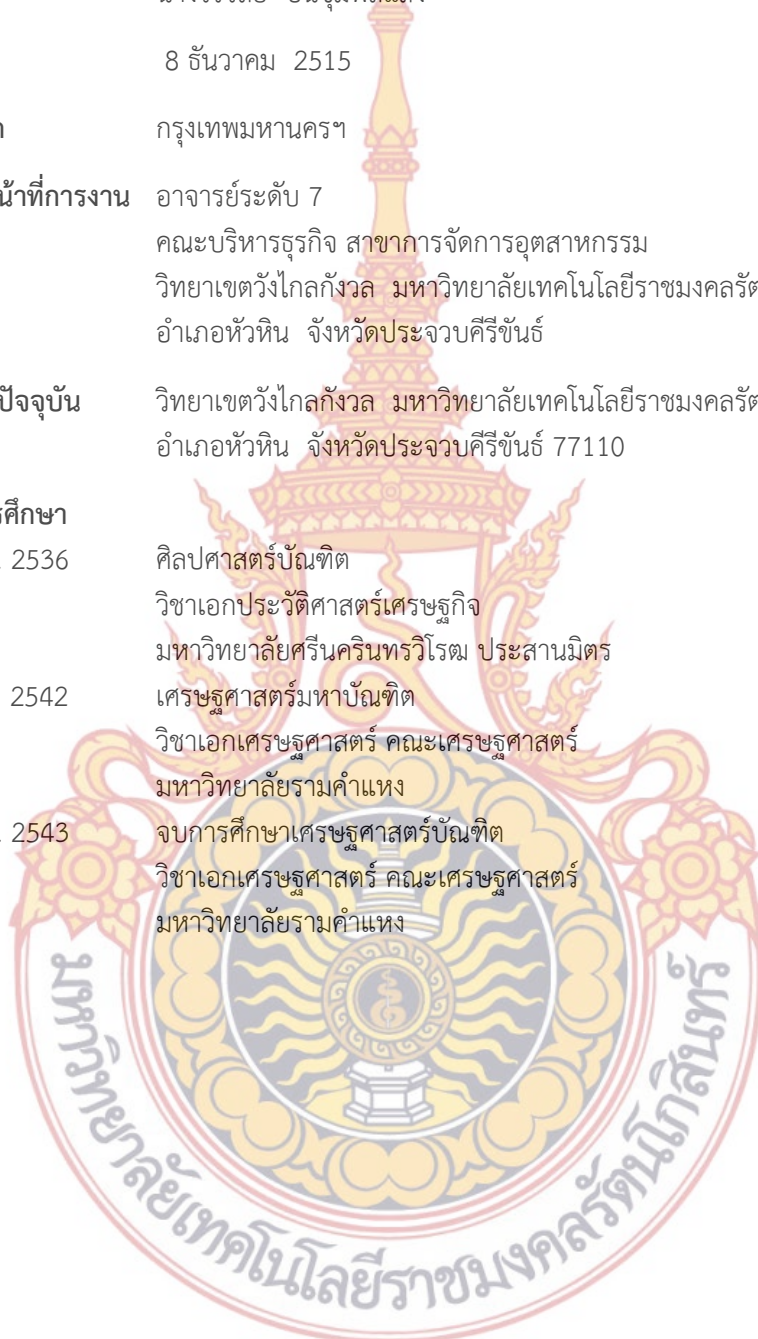 8 ธันวาคม 2515
กรุงเทพมหานครฯ
น้าที่การงาน อาจารย์ระดับ 7
คณะบริหารธุรกิจ สาขาการจัดการอุตสาหกรรม
วิทยาเขตวังไกลกังวล มหาวิทยาลัยเทคโนโลยีราชมงคลรัต
อำเภอหัวหิน จังหวัดประจวบคีรีขันธ์
ปัจจุบัน วิทยาเขตวังไกลกังวล มหาวิทยาลัยเทคโนโลยีราชมงคลรัต
อำเภอหัวหิน จังหวัดประจวบคีรีขันธ์ 77110
รศึกษา
. 2536 ศิลปศาสตร์บัณฑิต
วิชาเอกประวัติศาสตร์เศรษฐกิจ
มหาวิทยาลัยศรีนครินทรวิโรฒ ประสานมิตร
2542 เศรษฐศาสตร์มหาบัณฑิต
วิชาเอกเศรษฐศาสตร์ คณะเศรษฐศาสตร์
มหาวิทยาลัยรามคำแหง
. 2543 จบการศึกษาเศรษฐศาสตร์บัณฑิต
วิชาเอกเศรษฐศาสตร์ คณะเศรษฐศาสตร์
มหาวิทยาลัยรามคำแหง
มหาวิทยาลัยเทคโนโลยีราชมงคลรัตนโกสินทร์